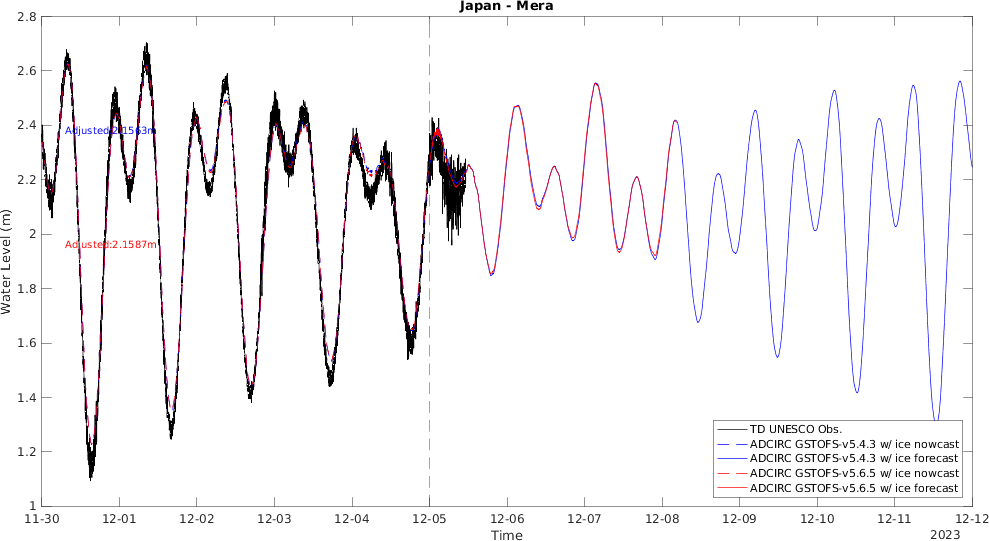 Japan - Mera
2.8
2.6
2.4
2.2
2
1.8
1.6
1.4
1.2
1
Water Level (m)
Adjusted:2.1563m
Adjusted:2.1587m
TD UNESCO Obs.
ADCIRC GSTOFS-v5.4.3 w/ ice nowcast
ADCIRC GSTOFS-v5.4.3 w/ ice forecast
ADCIRC GSTOFS-v5.6.5 w/ ice nowcast
ADCIRC GSTOFS-v5.6.5 w/ ice forecast
11-30 12-01 12-02 12-03 12-04 12-05 12-06 12-07 12-08 12-09 12-10 12-11 12-12
Time
2023